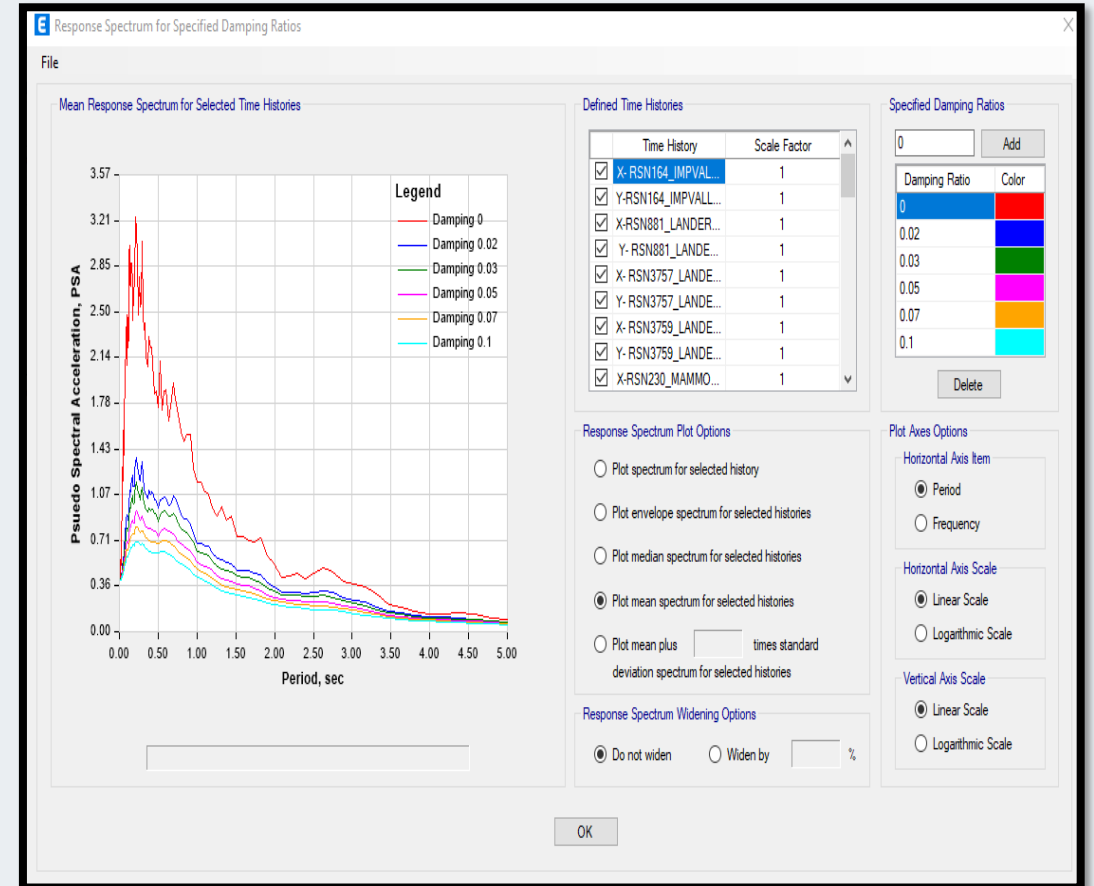 E Response Spectrum for Specified Damping Ratios X
File
Mean Response Spectrum for Selected Time Histories
3.57
3.21
2.85
2.50
2.14
1.78
1.43
1.07
0.71
0.36
0.00
Psuedo Spectral Acceleration, PSA
Legend
Damping 0
Damping 0.02
Damping 0.03
Damping 0.05
Damping 0.07
Damping 0.1
0.00 0.50 1.00 1.50 2.00 2.50 3.00 3.50 4.00 4.50 5.00
Period, sec
Defined Time Histories
Time History Scale Factor
X- RSN164_IMPVAL... 1
Y-RSN164_IMPVALL... 1
X-RSN881_LANDER... 1
Y- RSN881_LANDE... 1
X- RSN3757_LANDE... 1
Y- RSN3757_LANDE... 1
X- RSN3759_LANDE... 1
Y- RSN3759_LANDE... 1
X-RSN230_MAMMO... 1
Specified Damping Ratios
0 Add
Damping Ratio Color
0
0.02
0.03
0.05
0.07
0.1
Delete
Response Spectrum Plot Options
Plot spectrum for selected history
Plot envelope spectrum for selected histories
Plot median spectrum for selected histories
Plot mean spectrum for selected histories
Plot mean plus times standard
deviation spectrum for selected histories
Response Spectrum Widening Options
Do not widen Widen by %
Plot Axes Options
Horizontal Axis Item
Period
Frequency
Horizontal Axis Scale
Linear Scale
Logarithmic Scale
Vertical Axis Scale
Linear Scale
Logarithmic Scale
OK